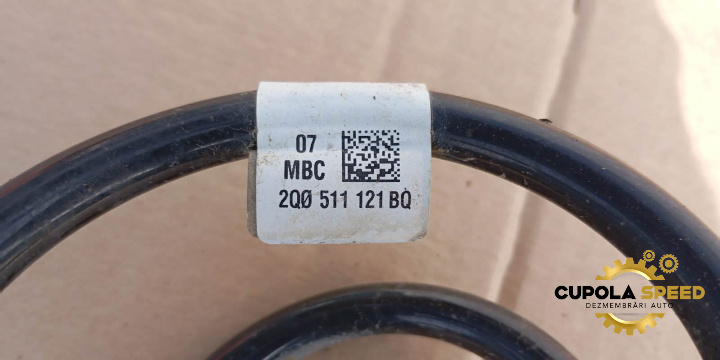 07
MBC
2Q0 511 121 BQ
CUPOLA SPEED
DEZMEMBRĂRI AUTO